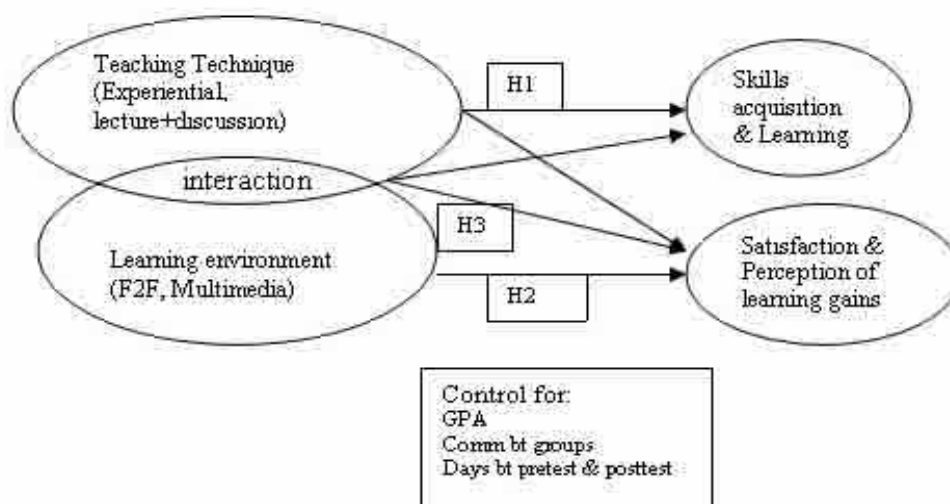 Teaching Technique
(Experiential,
lecture+discussion)
interaction
Learning environment
(F2F, Multimedia)
H1
H3
H2
Skills
acquisition
& Learning
Satisfaction &
Perception of
learning gains
Control for:
GPA
Comm bt groups
Days bt pretest & posttest